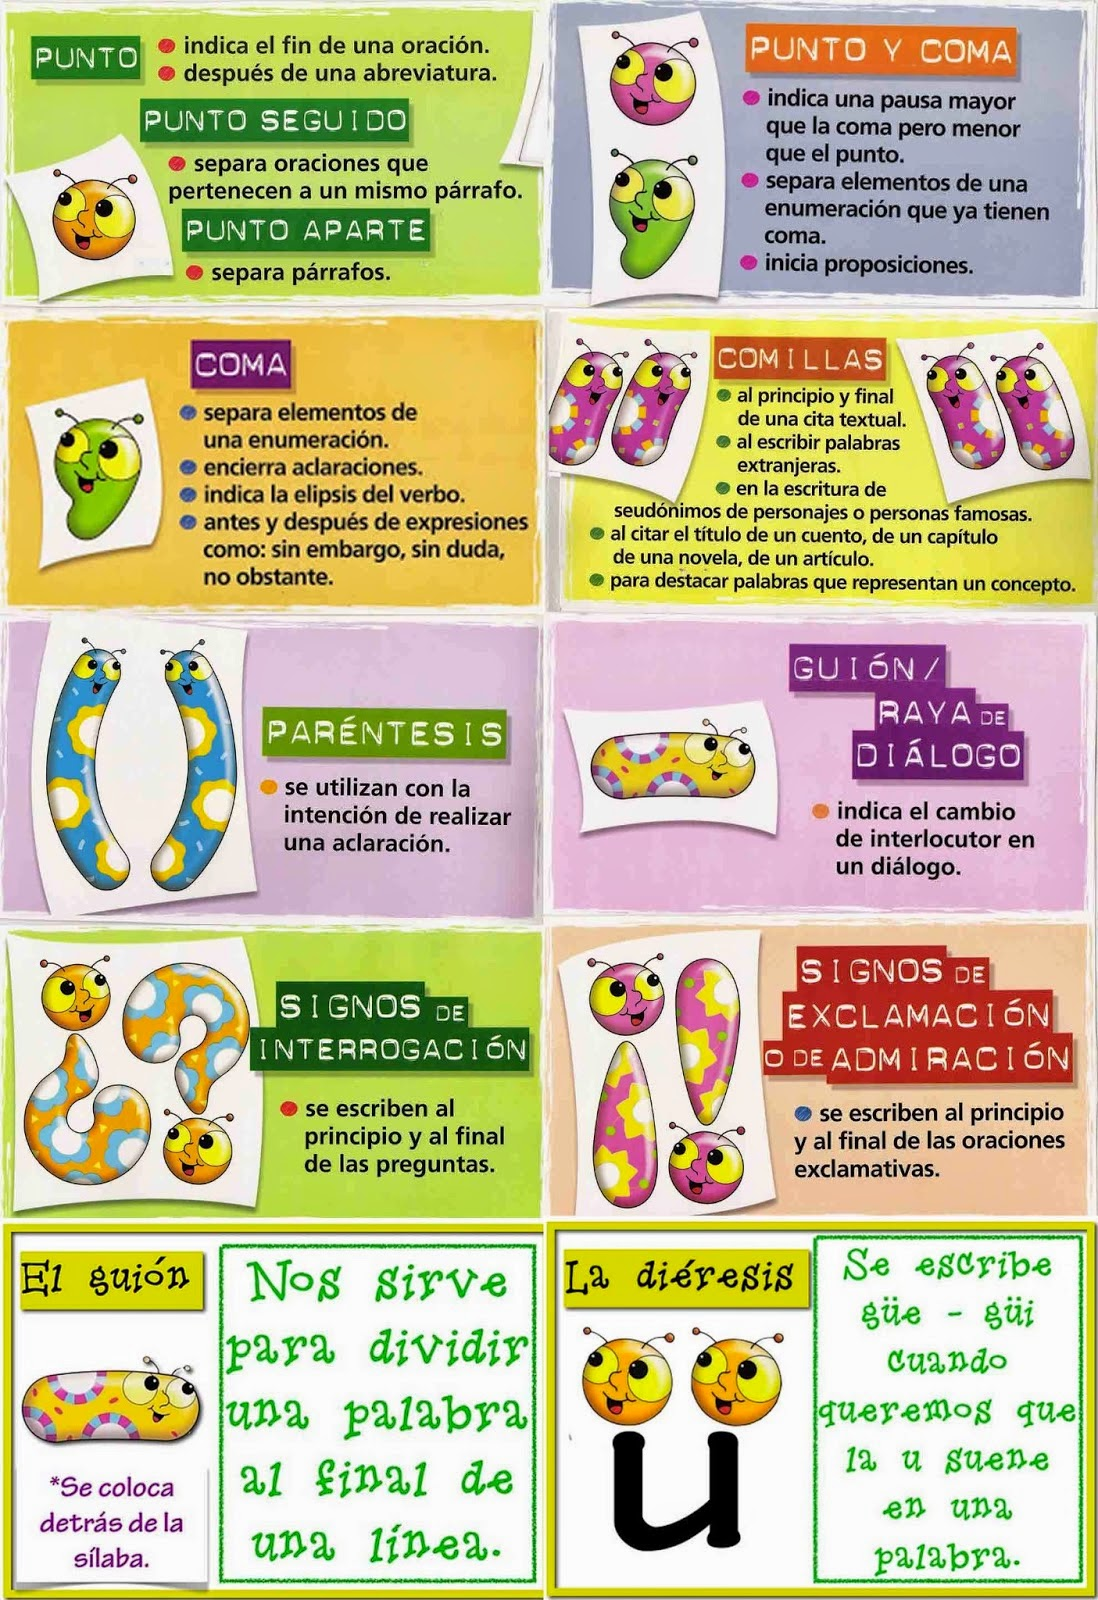 PUNTO
indica el fin de una oración.
después de una abreviatura.
PUNTO SEGUIDO
separa oraciones que
pertenecen a un mismo párrafo.
PUNTO APARTE
separa párrafos.
PUNTO Y COMA
indica una pausa mayor
que la coma pero menor
que el punto.
separa elementos de una
enumeración que ya tienen
coma.
inicia proposiciones.
COMA
separa elementos de
una enumeración.
encierra aclaraciones.
indica la elipsis del verbo.
antes y después de expresiones
como: sin embargo, sin duda,
no obstante.
COMILLAS
al principio y final
de una cita textual.
al escribir palabras
extranjeras.
en la escritura de
seudónimos de personajes o personas famosas.
al citar el título de un cuento, de un capítulo
de una novela, de un artículo.
para destacar palabras que representan un concepto.
PARÉNTESIS
se utilizan con la
intención de realizar
una aclaración.
GUIÓN/
RAYA DE
DIÁLOGO
indica el cambio
de interlocutor en
un diálogo.
SIGNOS DE
INTERROGACIÓN
se escriben al
principio y al final
de las preguntas.
SIGNOS DE
EXCLAMACIÓN
O DE ADMIRACIÓN
se escriben al principio
y al final de las oraciones
exclamativas.
El guión
*Se coloca
detrás de la
sílaba.
Nos sirve
para dividir
una palabra
al final de
una línea.
La diéresis
u
Se escribe
güe - güi
cuando
queremos que
la u suene
en una
palabra.